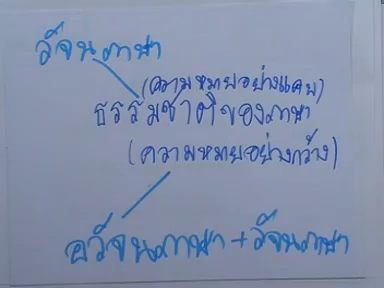 วัจนภาษา
(ความหมายอย่างแคบ)
ธรรมชาติของภาษา
(ความหมายอย่างกว้าง)
อวัจนภาษา + วัจนภาษา